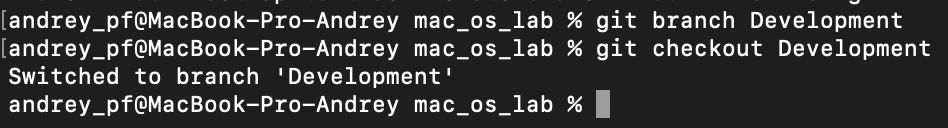 [andrey_pf@MacBook-Pro-Andrey mac_os_lab % git branch Development
[andrey_pf@MacBook-Pro-Andrey mac_os_lab % git checkout Development
Switched to branch 'Development'
andrey_pf@MacBook-Pro-Andrey mac_os_lab %